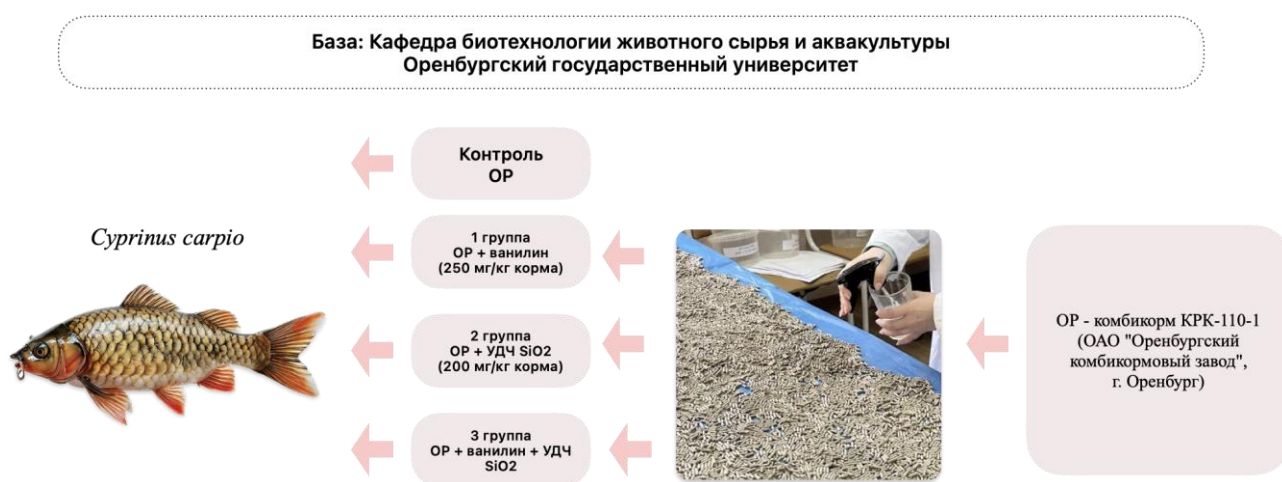 База: Кафедра биотехнологии животного сырья и аквакультуры
Оренбургский государственный университет
Контроль
ОР
Cyprinus carpio
1 группа
ОР + ванилин
(250 мг/кг корма)
2 группа
ОР + УДЧ SiO2
(200 мг/кг корма)
3 группа
ОР + ванилин + УДЧ
SiO2
ОР - комбикорм КРК-110-1
(ОАО "Оренбургский
комбикормовый завод",
г. Оренбург)